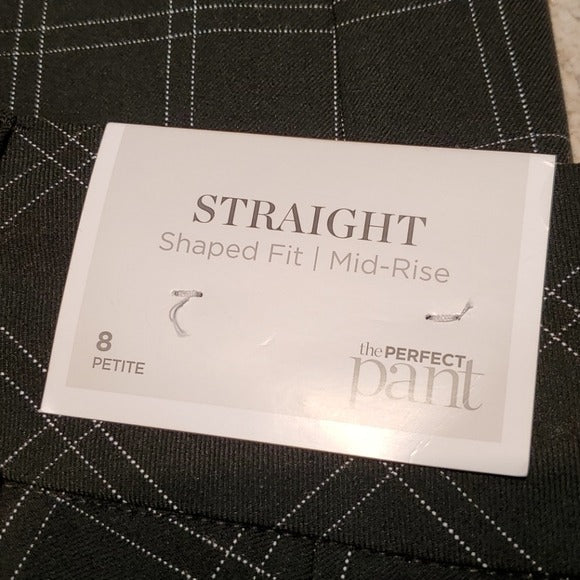 STRAIGHT
Shaped Fit | Mid-Rise
8
PETITE
the PERFECT
pant